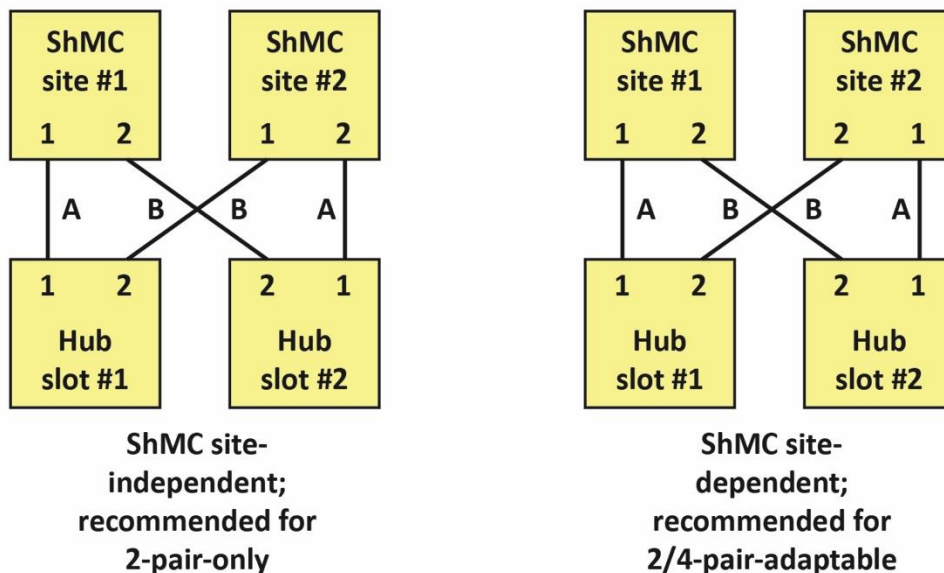 ShMC
site #1
1 2
ShMC
site #2
1 2
A B B A
1 2
Hub
slot #1
2 1
Hub
slot #2
ShMC site-
independent;
recommended for
2-pair-only
ShMC
site #1
1 2
ShMC
site #2
2 1
A B B A
1 2
Hub
slot #1
2 1
Hub
slot #2
ShMC site-
dependent;
recommended for
2/4-pair-adaptable